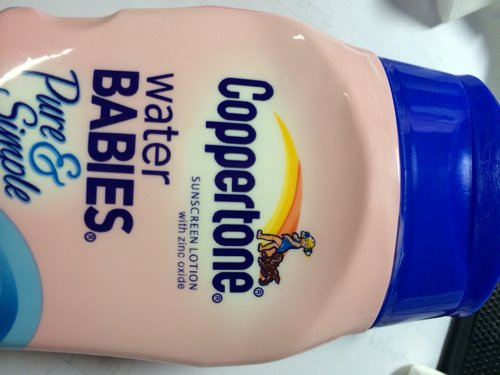 Coppertone®
SUNSCREEN LOTION
with zinc oxide
water
BABIES®
Pure &
Simple